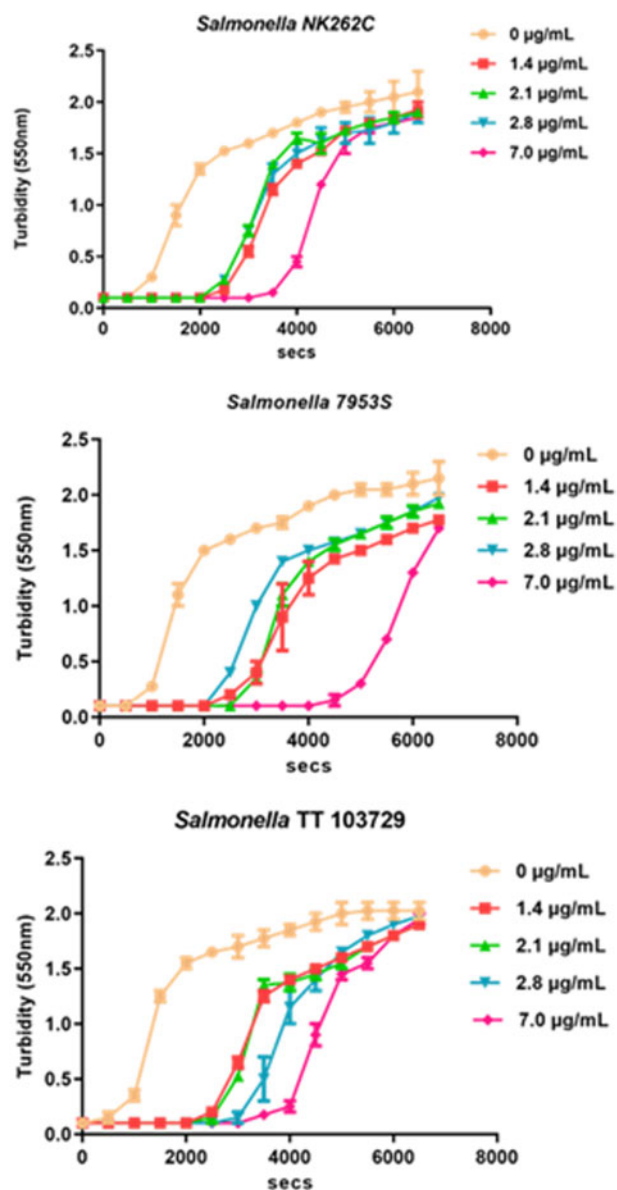 Salmonella NK262C
2.5
2.0
1.5
1.0
0.5
0.0
Turbidity (550nm)
0 2000 4000 6000 8000
secs
0 µg/mL
1.4 µg/mL
2.1 µg/mL
2.8 µg/mL
7.0 µg/mL
Salmonella 7953S
2.5
2.0
1.5
1.0
0.5
0.0
Turbidity (550nm)
0 2000 4000 6000 8000
secs
0 µg/mL
1.4 µg/mL
2.1 µg/mL
2.8 µg/mL
7.0 µg/mL
Salmonella TT 103729
2.5
2.0
1.5
1.0
0.5
0.0
Turbidity (550nm)
0 2000 4000 6000 8000
secs
0 µg/mL
1.4 µg/mL
2.1 µg/mL
2.8 µg/mL
7.0 µg/mL